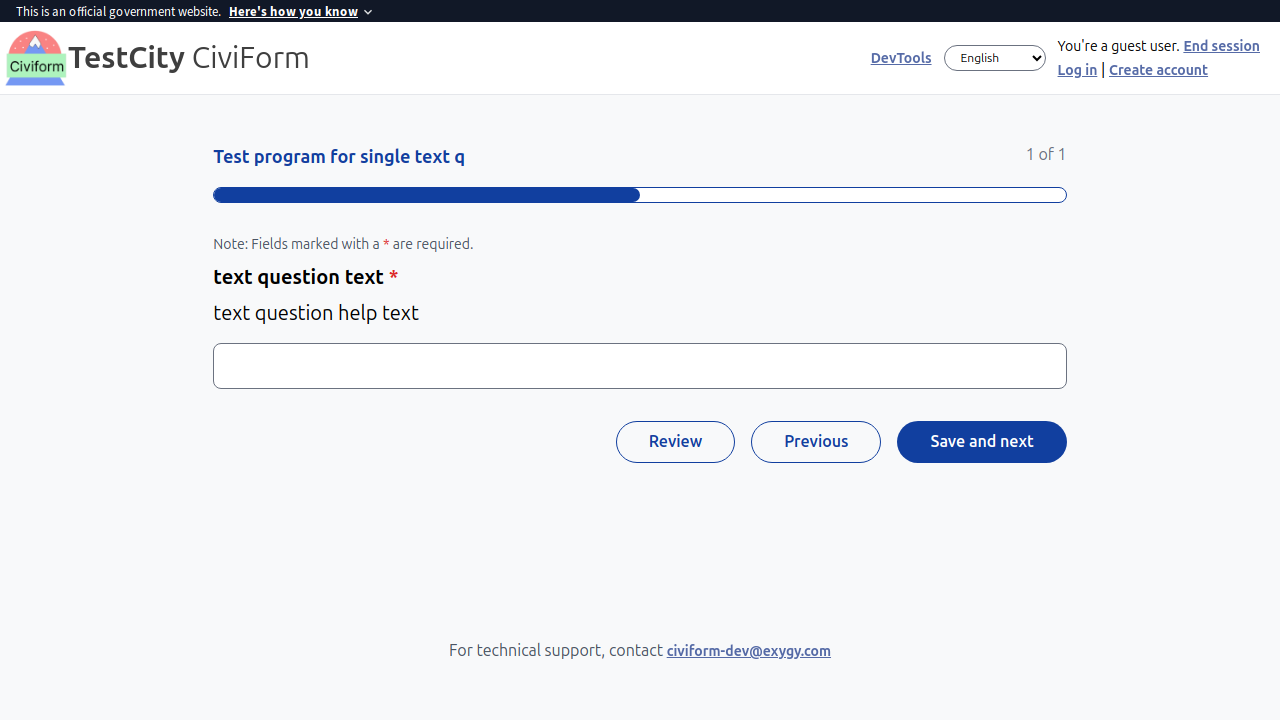 This is an official government website. Here's how you know
Civiform
TestCity CiviForm
DevTools
English
You're a guest user. End session
Log in | Create account
Test program for single text q
1 of 1
Note: Fields marked with a * are required.
text question text *
text question help text
Review
Previous
Save and next
For technical support, contact civiform-dev@exygy.com